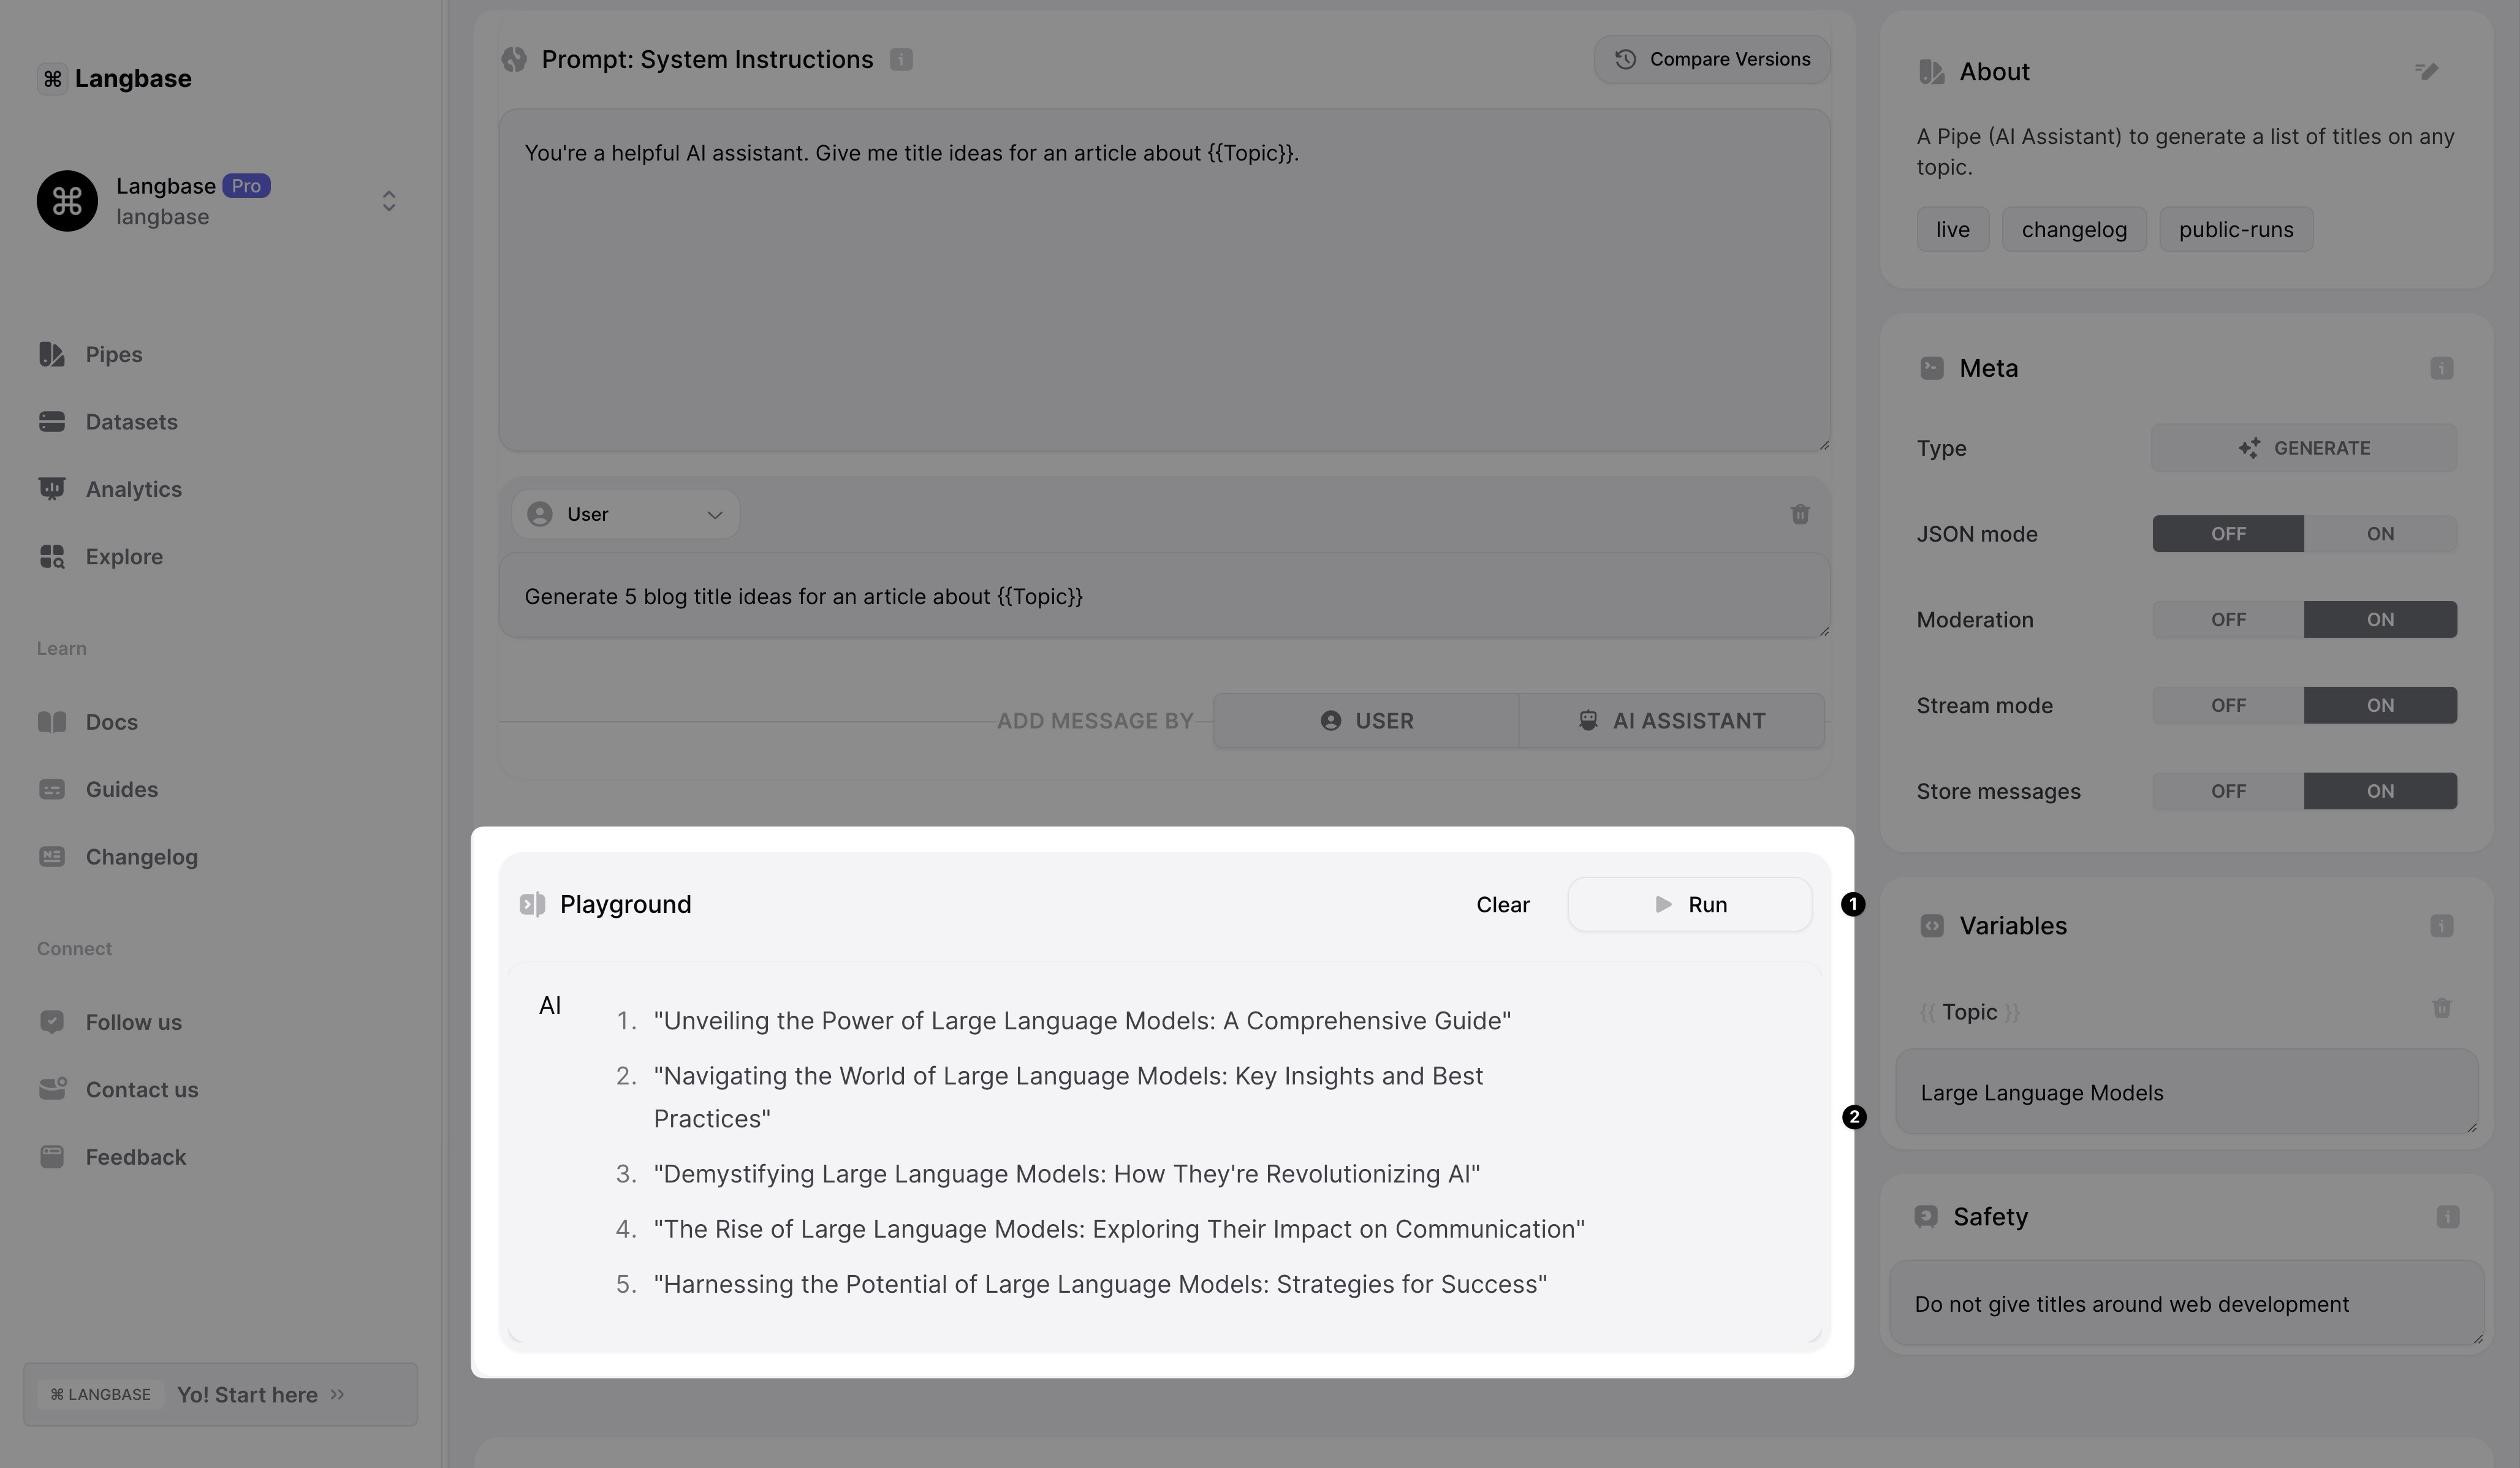 ⌘ Langbase
Langbase Pro
langbase
Pipes
Datasets
Analytics
Explore
Learn
Docs
Guides
Changelog
Connect
Follow us
Contact us
Feedback
⌘ LANGBASE Yo! Start here »
Prompt: System Instructions
Compare Versions
You're a helpful AI assistant. Give me title ideas for an article about {{Topic}}.
User
Generate 5 blog title ideas for an article about {{Topic}}
ADD MESSAGE BY USER AI ASSISTANT
Playground
Clear
Run
1
AI
1. "Unveiling the Power of Large Language Models: A Comprehensive Guide"
2. "Navigating the World of Large Language Models: Key Insights and Best
Practices"
3. "Demystifying Large Language Models: How They're Revolutionizing AI"
4. "The Rise of Large Language Models: Exploring Their Impact on Communication"
5. "Harnessing the Potential of Large Language Models: Strategies for Success"
2
About
A Pipe (AI Assistant) to generate a list of titles on any
topic.
live changelog public-runs
Meta
Type GENERATE
JSON mode OFF ON
Moderation OFF ON
Stream mode OFF ON
Store messages OFF ON
Variables
{{ Topic }}
Large Language Models
Safety
Do not give titles around web development